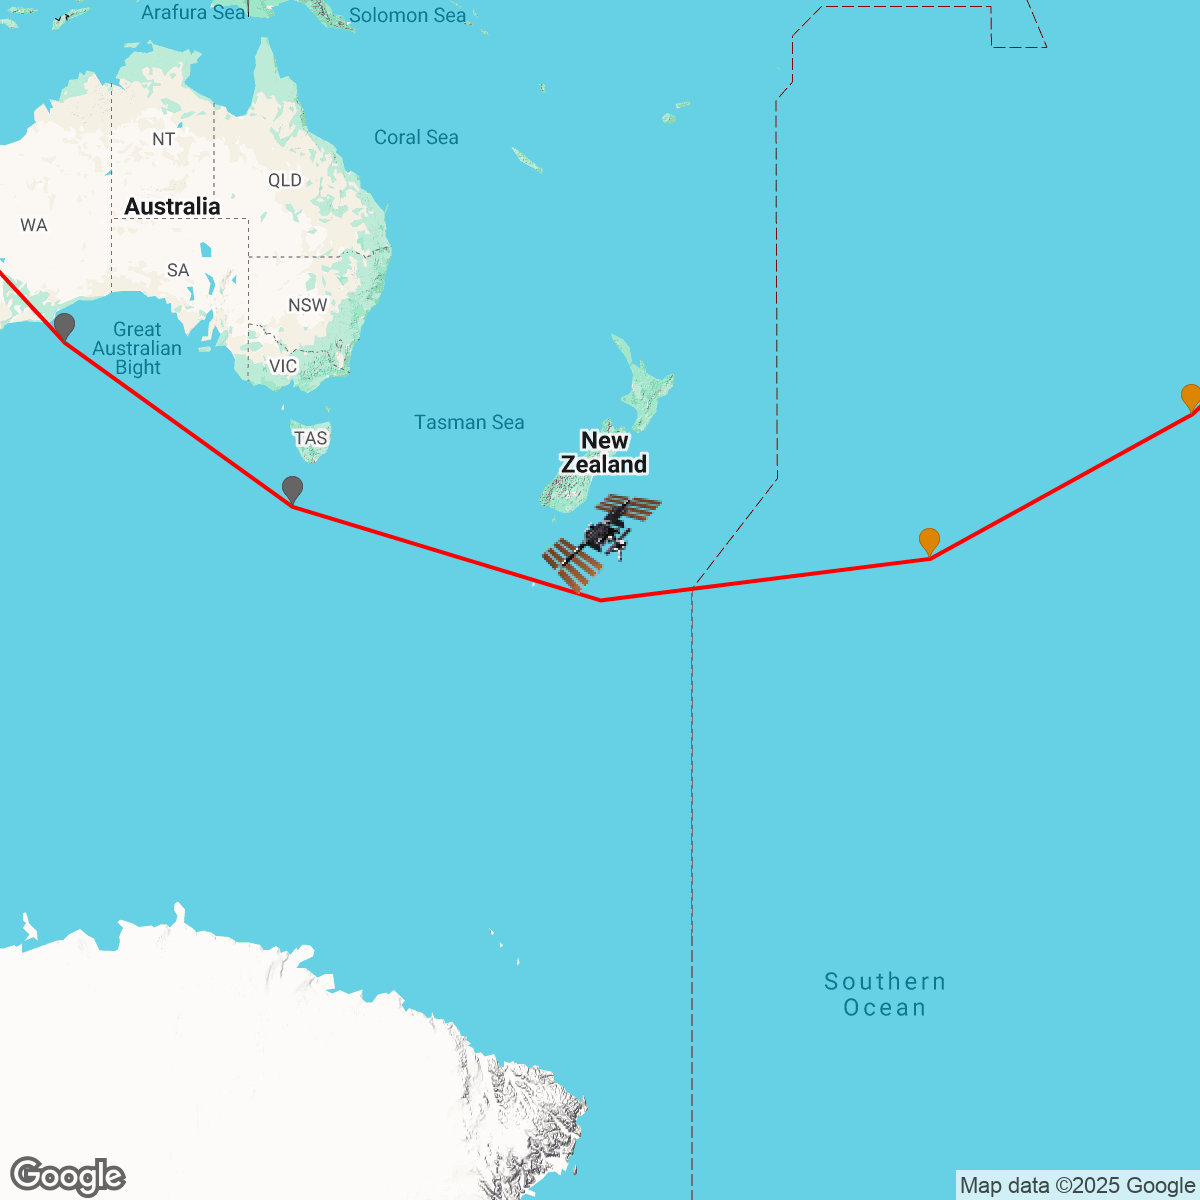 Arafura Sea
Solomon Sea
NT
Coral Sea
QLD
Australia
WA
SA
NSW
Great
Australian
Bight
VIC
Tasman Sea
TAS
New
Zealand
Southern
Ocean
Google
Map data ©2025 Google